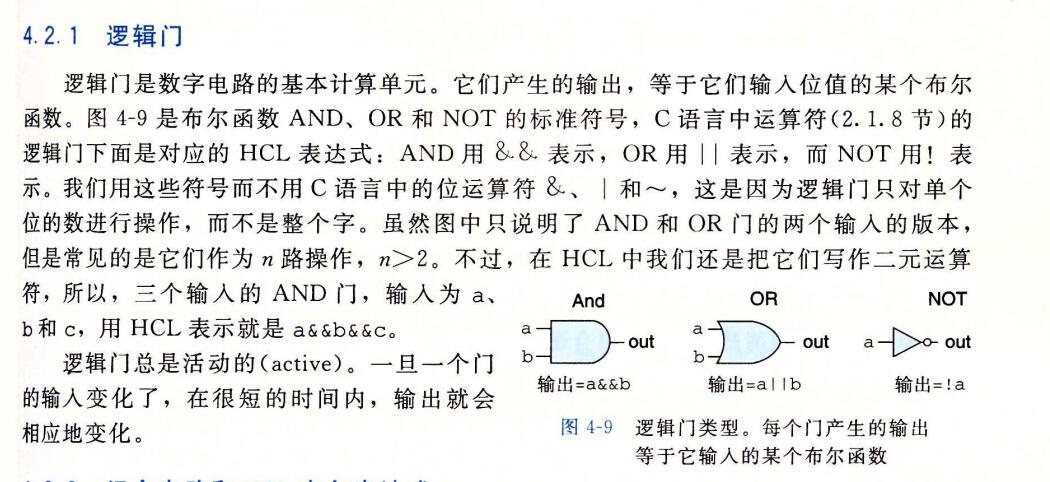 4.2.1 逻辑门
逻辑门是数字电路的基本计算单元。它们产生的输出，等于它们输入位值的某个布尔
函数。图 4-9 是布尔函数 AND、OR 和 NOT 的标准符号，C 语言中运算符(2.1.8 节)的
逻辑门下面是对应的 HCL 表达式：AND 用 && 表示，OR 用 || 表示，而 NOT 用! 表
示。我们用这些符号而不用 C 语言中的位运算符 &、| 和～，这是因为逻辑门只对单个
位的数进行操作，而不是整个字。虽然图中只说明了 AND 和 OR 门的两个输入的版本，
但是常见的是它们作为 n 路操作，n>2。不过，在 HCL 中我们还是把它们写作二元运算
符，所以，三个输入的 AND 门，输入为 a、
b和 c，用 HCL 表示就是 a&&b&&c。
逻辑门总是活动的(active)。一旦一个门
的输入变化了，在很短的时间内，输出就会
相应地变化。
And OR NOT
a b out a b out a out
输出=a&&b 输出=a||b 输出=!a
图 4-9 逻辑门类型。每个门产生的输出
等于它输入的某个布尔函数